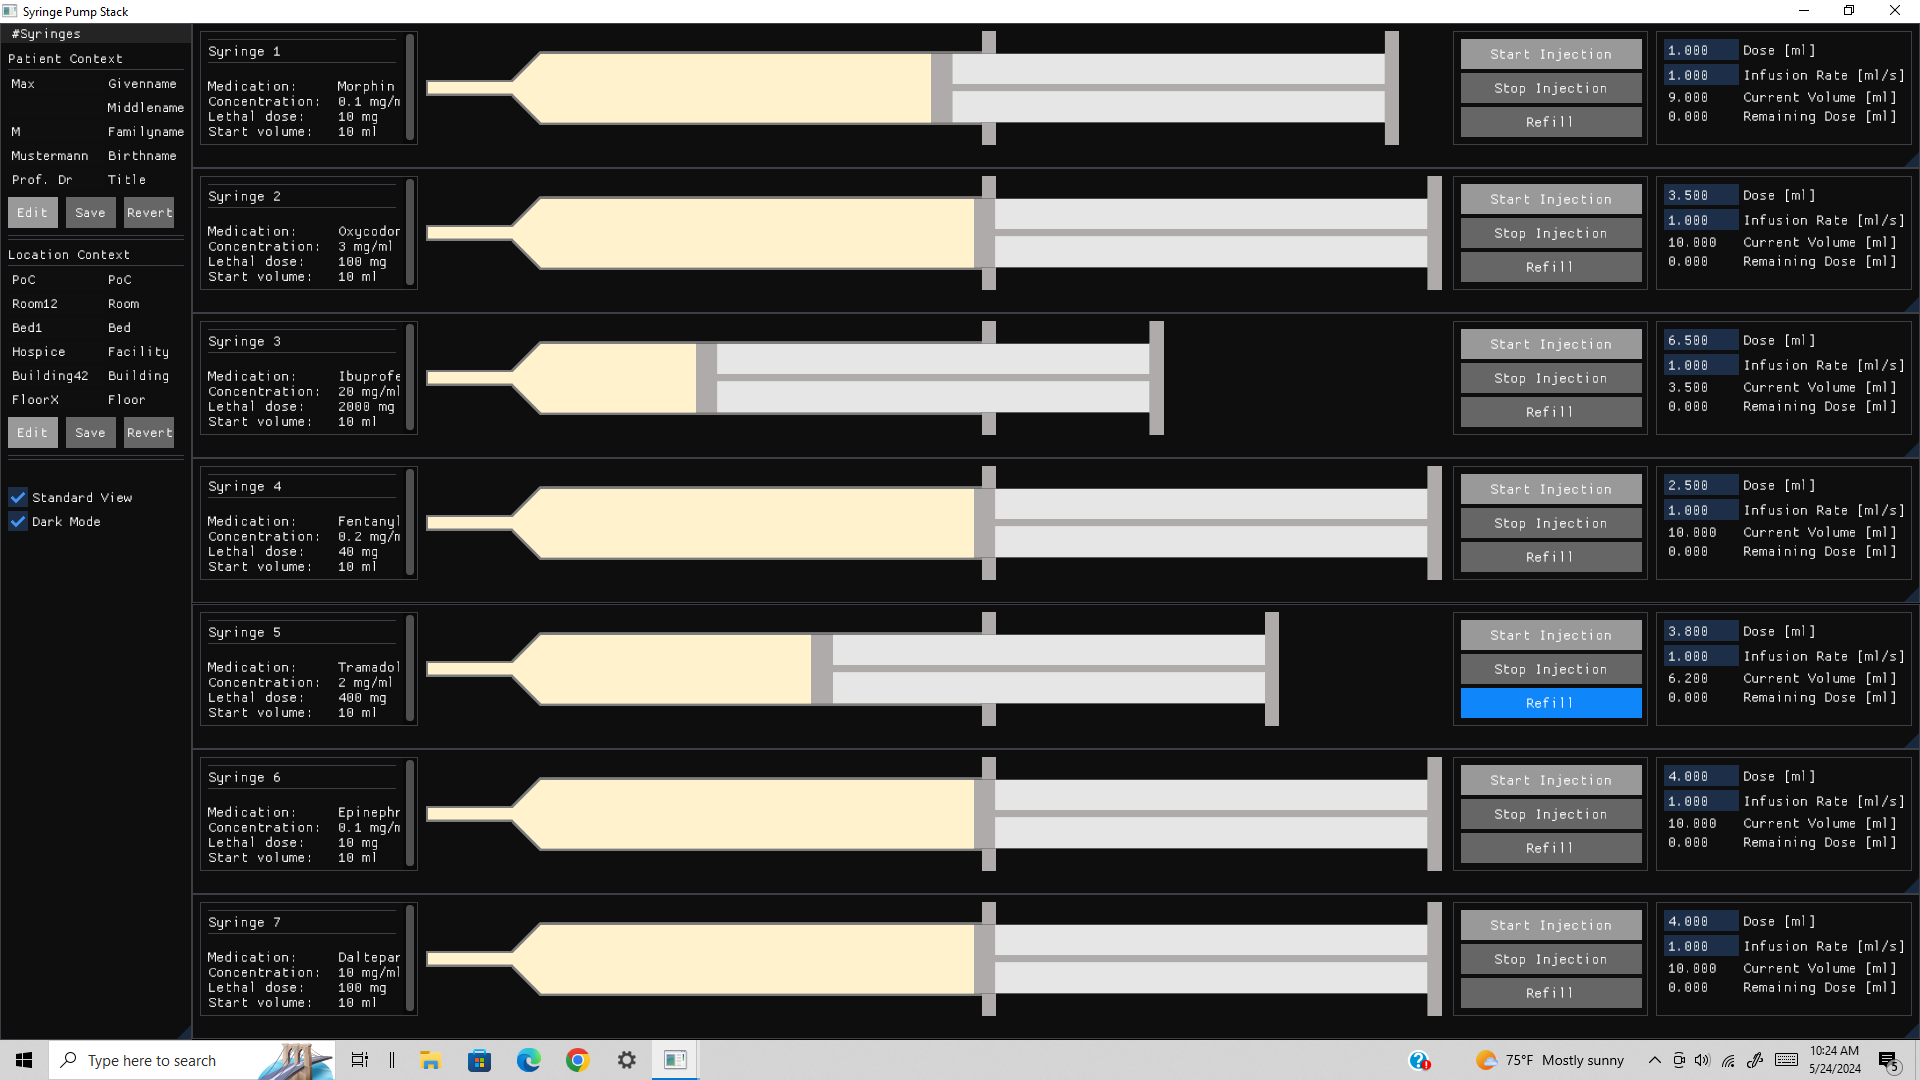 Syringe Pump Stack
#Syringes
Patient Context
Max Givenname
Middlename
M Familyname
Mustermann Birthname
Prof. Dr Title
Edit Save Revert
Location Context
PoC PoC
Room12 Room
Bed1 Bed
Hospice Facility
Building42 Building
FloorX Floor
Edit Save Revert
Standard View
Dark Mode
Syringe 1
Medication: Morphin
Concentration: 0.1 mg/m
Lethal dose: 10 mg
Start volume: 10 ml
Start Injection
Stop Injection
Refill
1.000 Dose [ml]
1.000 Infusion Rate [ml/s]
9.000 Current Volume [ml]
0.000 Remaining Dose [ml]
Syringe 2
Medication: Oxycodor
Concentration: 3 mg/ml
Lethal dose: 100 mg
Start volume: 10 ml
Start Injection
Stop Injection
Refill
3.500 Dose [ml]
1.000 Infusion Rate [ml/s]
10.000 Current Volume [ml]
0.000 Remaining Dose [ml]
Syringe 3
Medication: Ibuprofe
Concentration: 20 mg/ml
Lethal dose: 2000 mg
Start volume: 10 ml
Start Injection
Stop Injection
Refill
6.500 Dose [ml]
1.000 Infusion Rate [ml/s]
3.500 Current Volume [ml]
0.000 Remaining Dose [ml]
Syringe 4
Medication: Fentanyl
Concentration: 0.2 mg/m
Lethal dose: 40 mg
Start volume: 10 ml
Start Injection
Stop Injection
Refill
2.500 Dose [ml]
1.000 Infusion Rate [ml/s]
10.000 Current Volume [ml]
0.000 Remaining Dose [ml]
Syringe 5
Medication: Tramadol
Concentration: 2 mg/ml
Lethal dose: 400 mg
Start volume: 10 ml
Start Injection
Stop Injection
Refill
3.800 Dose [ml]
1.000 Infusion Rate [ml/s]
6.200 Current Volume [ml]
0.000 Remaining Dose [ml]
Syringe 6
Medication: Epinephr
Concentration: 0.1 mg/m
Lethal dose: 10 mg
Start volume: 10 ml
Start Injection
Stop Injection
Refill
4.000 Dose [ml]
1.000 Infusion Rate [ml/s]
10.000 Current Volume [ml]
0.000 Remaining Dose [ml]
Syringe 7
Medication: Daltepar
Concentration: 10 mg/ml
Lethal dose: 100 mg
Start volume: 10 ml
Start Injection
Stop Injection
Refill
4.000 Dose [ml]
1.000 Infusion Rate [ml/s]
10.000 Current Volume [ml]
0.000 Remaining Dose [ml]
Type here to search
75°F Mostly sunny
10:24 AM
5/24/2024
5